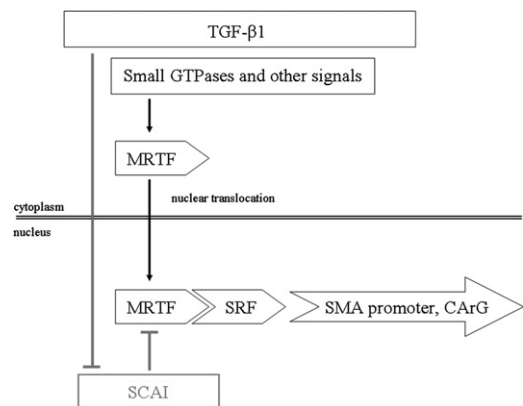 TGF-β1
Small GTPases and other signals
MRTF
nuclear translocation
cytoplasm
nucleus
MRTF
SRF
SMA promoter, CArG
SCAI